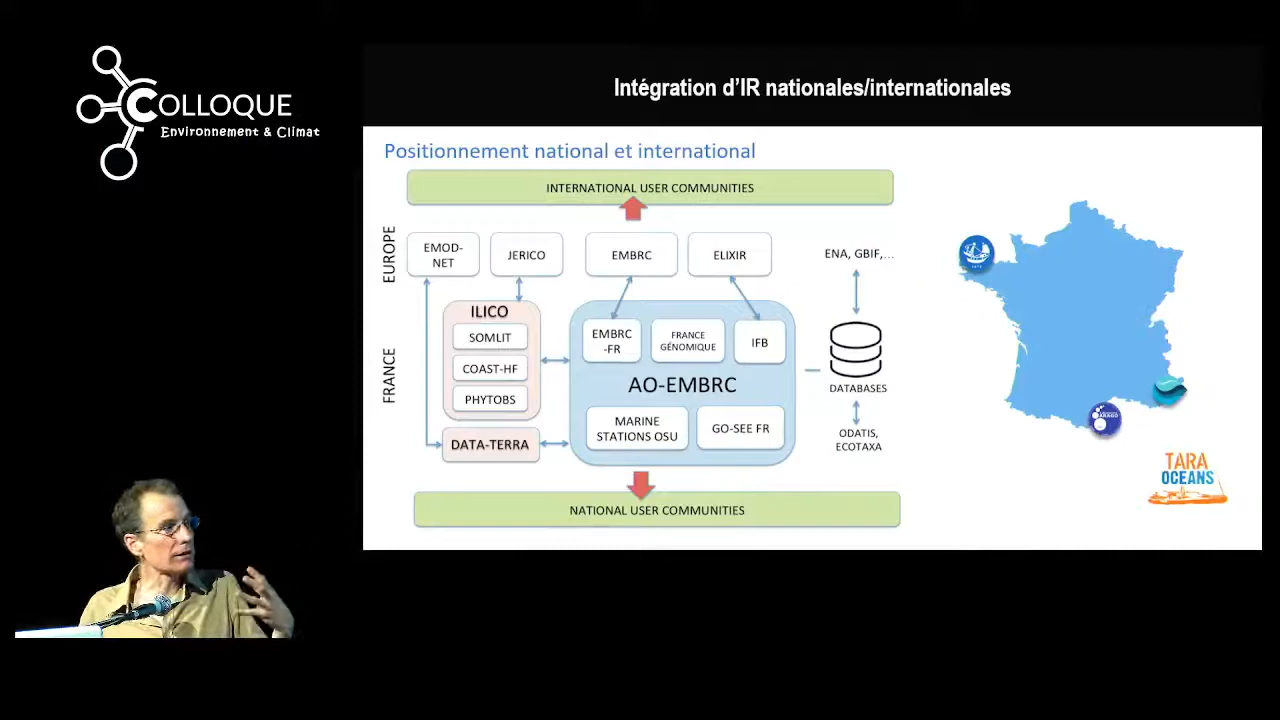 COLLOQUE
Environnement & Climat
Intégration d'IR nationales/internationales
Positionnement national et international
INTERNATIONAL USER COMMUNITIES
EUROPE
EMOD-
NET
JERICO
EMBRC
ELIXIR
ENA, GBIF,...
FRANCE
ILICO
SOMLIT
COAST-HF
PHYTOBS
DATA-TERRA
EMBRC
-FR
FRANCE
GÉNOMIQUE
IFB
AO-EMBRC
MARINE
STATIONS OSU
GO-SEE FR
DATABASES
ODATIS,
ECOTAXA
NATIONAL USER COMMUNITIES
TARA
OCEANS